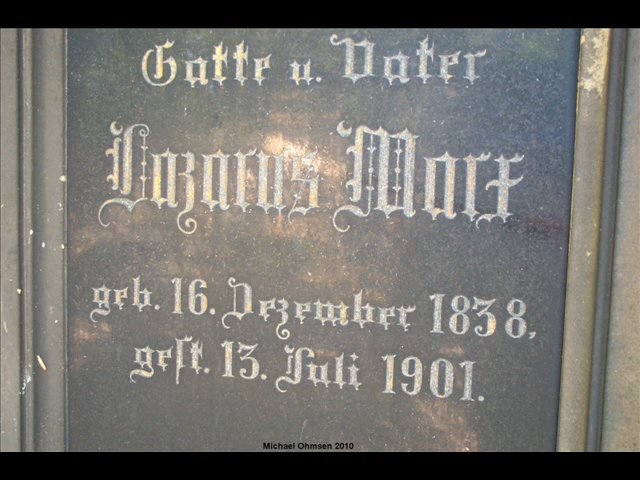 Gatte u. Vater
Lazarus Marx
geb. 16. Dezember 1838,
gest. 13. Juli 1901.
Michael Ohmsen 2010